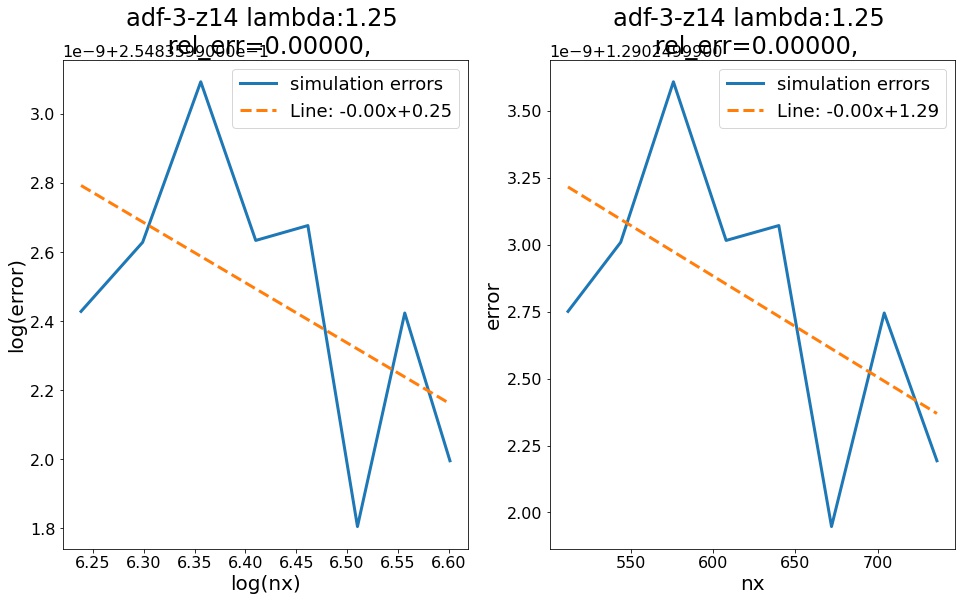 adf-3-z14 lambda:1.25
rel_err=0.00000,
1e−9+2.5483599000e−1
simulation errors
Line: -0.00x+0.25
3.0
2.8
2.6
2.4
2.2
2.0
1.8
log(error)
6.25 6.30 6.35 6.40 6.45 6.50 6.55 6.60
log(nx)
adf-3-z14 lambda:1.25
rel_err=0.00000,
1e−9+1.2902499900
simulation errors
Line: -0.00x+1.29
3.50
3.25
3.00
2.75
2.50
2.25
2.00
error
550 600 650 700
nx